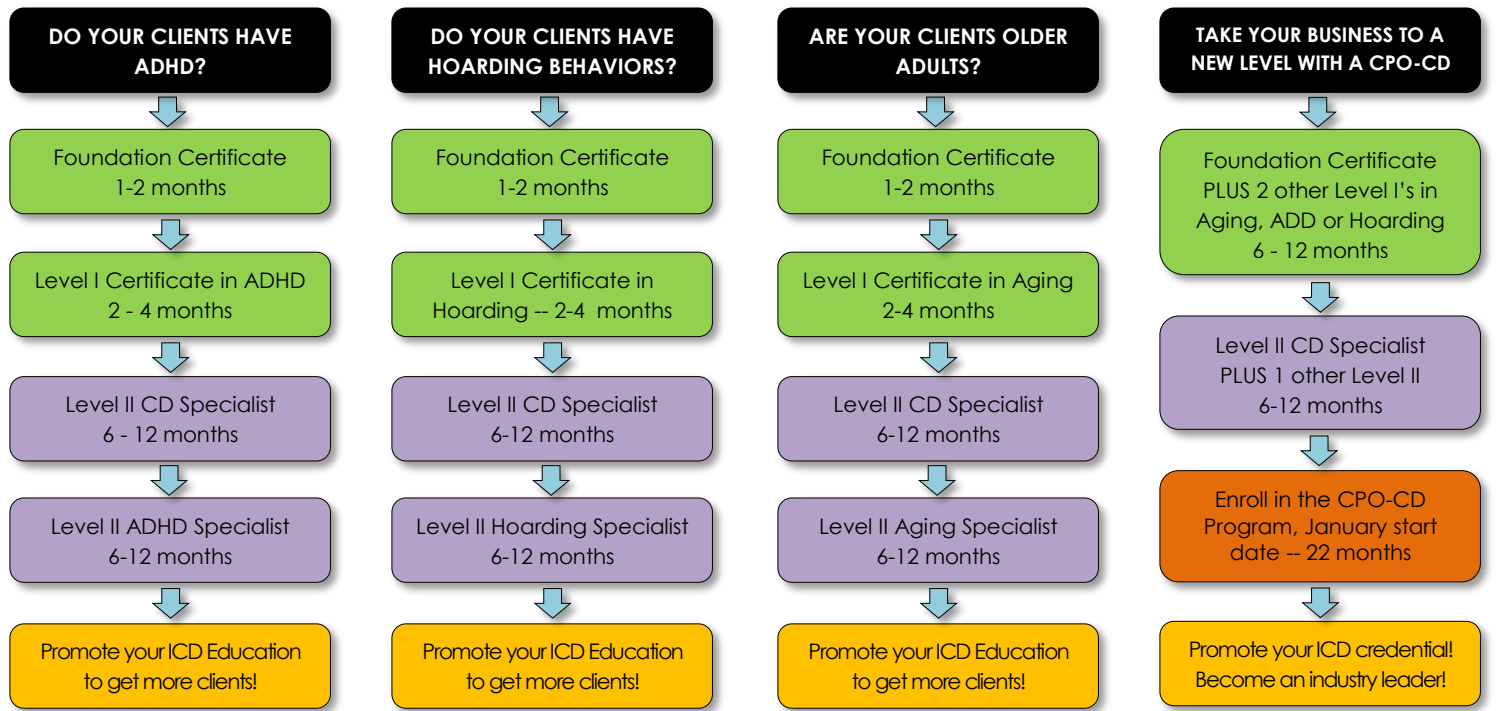 DO YOUR CLIENTS HAVE
ADHD?
Foundation Certificate
1-2 months
Level I Certificate in ADHD
2 - 4 months
Level II CD Specialist
6 - 12 months
Level II ADHD Specialist
6-12 months
Promote your ICD Education
to get more clients!
DO YOUR CLIENTS HAVE
HOARDING BEHAVIORS?
Foundation Certificate
1-2 months
Level I Certificate in
Hoarding -- 2-4 months
Level II CD Specialist
6-12 months
Level II Hoarding Specialist
6-12 months
Promote your ICD Education
to get more clients!
ARE YOUR CLIENTS OLDER
ADULTS?
Foundation Certificate
1-2 months
Level I Certificate in Aging
2-4 months
Level II CD Specialist
6-12 months
Level II Aging Specialist
6-12 months
Promote your ICD Education
to get more clients!
TAKE YOUR BUSINESS TO A
NEW LEVEL WITH A CPO-CD
Foundation Certificate
PLUS 2 other Level I's in
Aging, ADD or Hoarding
6 - 12 months
Level II CD Specialist
PLUS 1 other Level II
6-12 months
Enroll in the CPO-CD
Program, January start
date -- 22 months
Promote your ICD credential!
Become an industry leader!